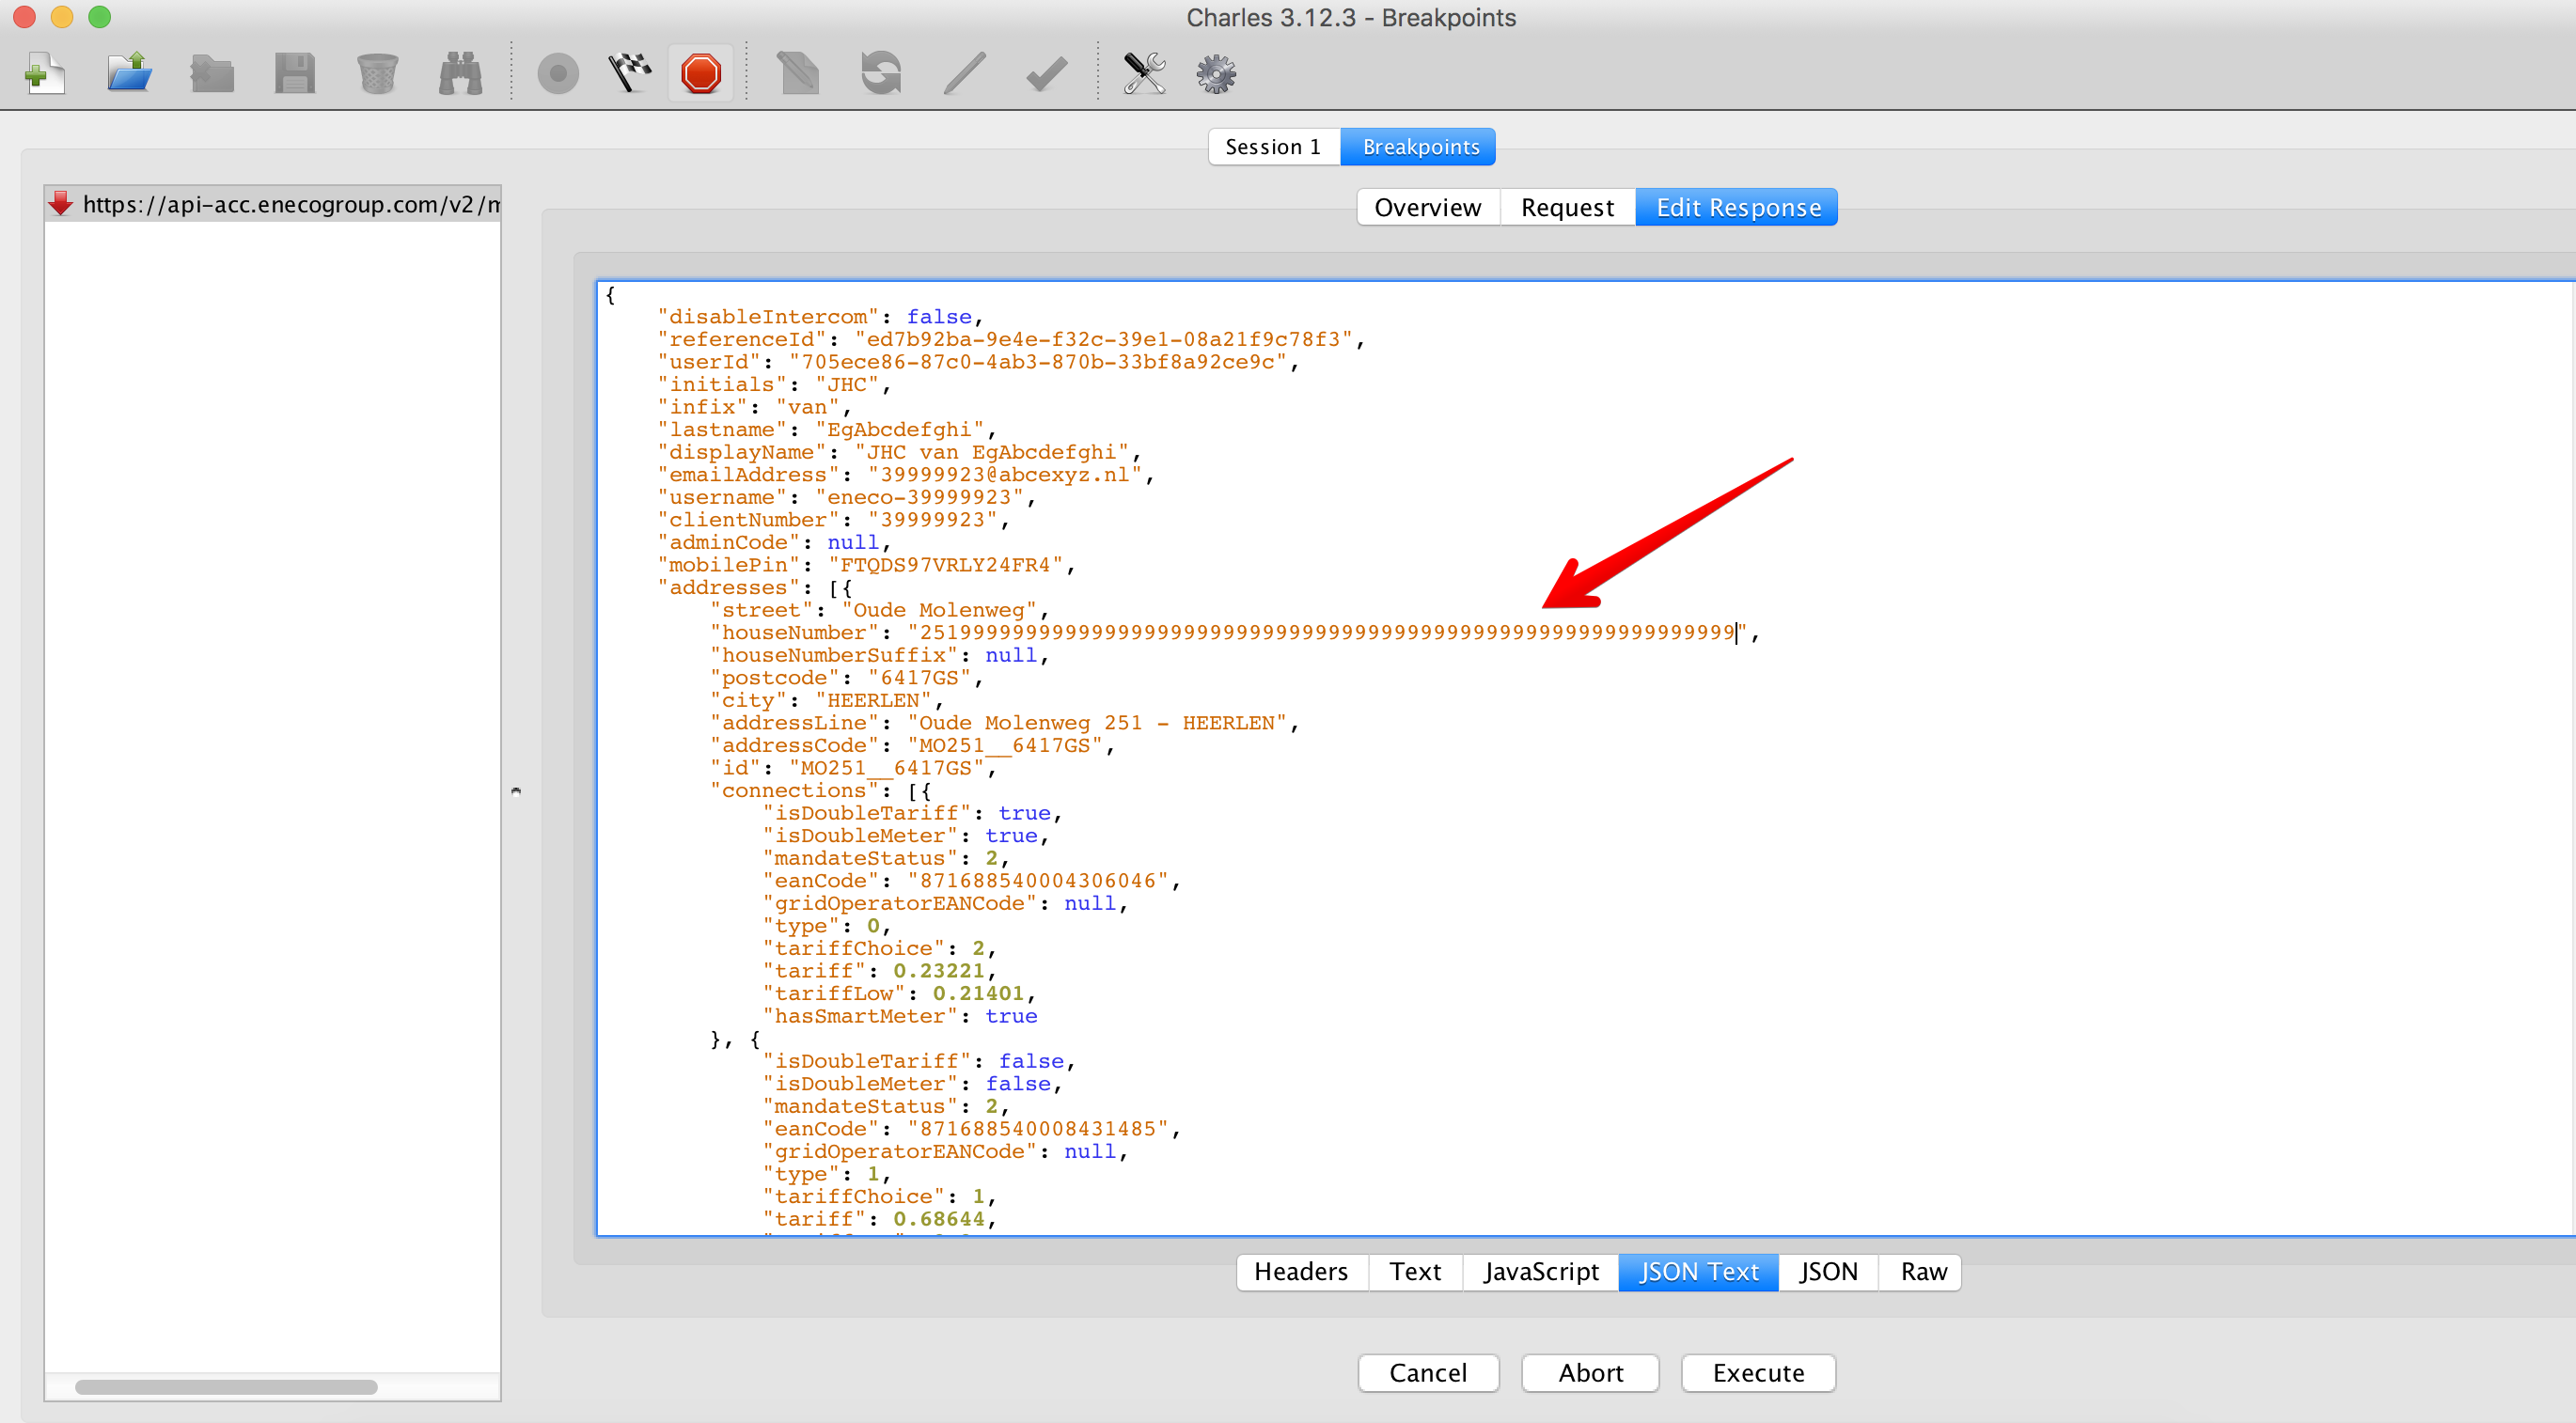 Charles 3.12.3 - Breakpoints
Session 1 Breakpoints
https://api-acc.enecogroup.com/v2/m
Overview Request Edit Response
{
"disableIntercom": false,
"referenceId": "ed7b92ba-9e4e-f32c-39e1-08a21f9c78f3",
"userId": "705ece86-87c0-4ab3-870b-33bf8a92ce9c",
"initials": "JHC",
"infix": "van",
"lastname": "EgAbcdefghi",
"displayName": "JHC van EgAbcdefghi",
"emailAddress": "39999923@abcexyz.nl",
"username": "eneco-39999923",
"clientNumber": "39999923",
"adminCode": null,
"mobilePin": "FTQDS97VRLY24FR4",
"addresses": [{
"street": "Oude Molenweg",
"houseNumber": "25199999999999999999999999999999999999999999999999999999999999",
"houseNumberSuffix": null,
"postcode": "6417GS",
"city": "HEERLEN",
"addressLine": "Oude Molenweg 251 - HEERLEN",
"addressCode": "MO251__6417GS",
"id": "MO251__6417GS",
"connections": [{
"isDoubleTariff": true,
"isDoubleMeter": true,
"mandateStatus": 2,
"eanCode": "871688540004306046",
"gridOperatorEANCode": null,
"type": 0,
"tariffChoice": 2,
"tariff": 0.23221,
"tariffLow": 0.21401,
"hasSmartMeter": true
}, {
"isDoubleTariff": false,
"isDoubleMeter": false,
"mandateStatus": 2,
"eanCode": "871688540008431485",
"gridOperatorEANCode": null,
"type": 1,
"tariffChoice": 1,
"tariff": 0.68644,
Headers Text JavaScript JSON Text JSON Raw
Cancel Abort Execute